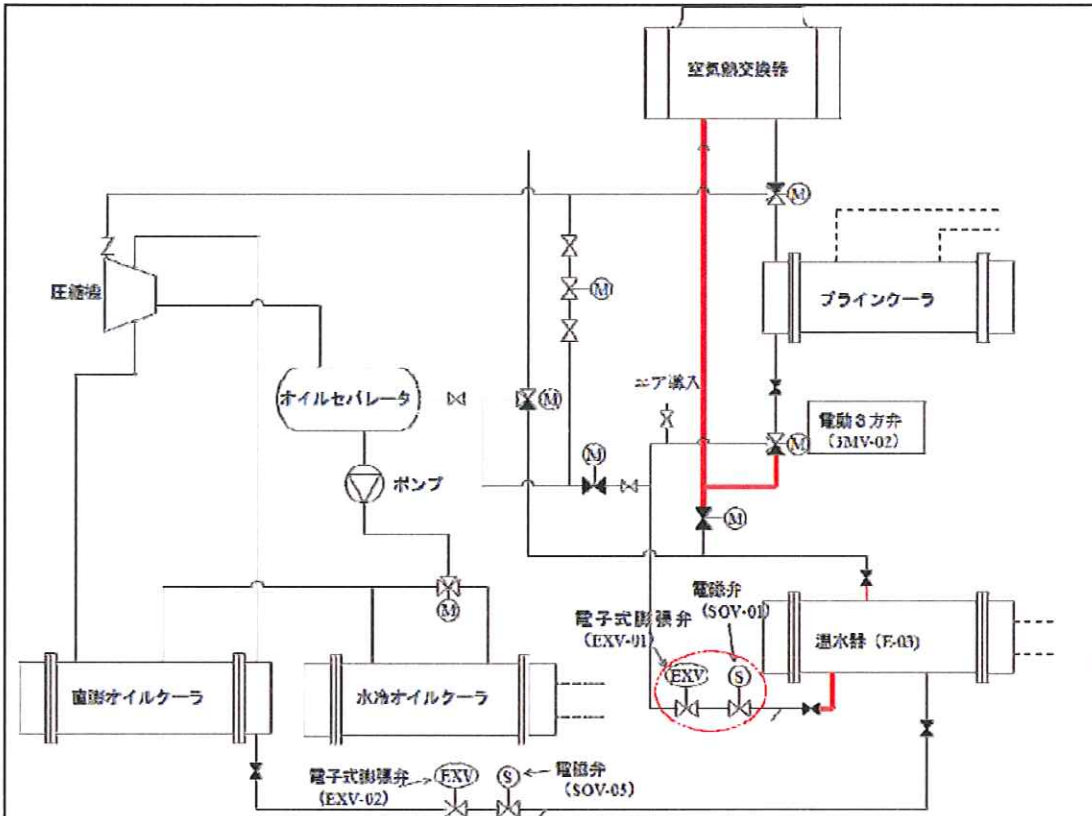 空気熱交換器
M
圧縮機
M
ブラインクーラ
オイルセパレータ
M
エア導入
電動3方弁
(3MV-02)
M
M
ポンプ
M
M
電磁弁
(SOV-01)
電子式膨張弁
(EXV-01)
EXV
S
温水器 (E-03)
直膨オイルクーラ
水冷オイルクーラ
電子式膨張弁
(EXV-02)
EXV
S
電磁弁
(SOV-05)